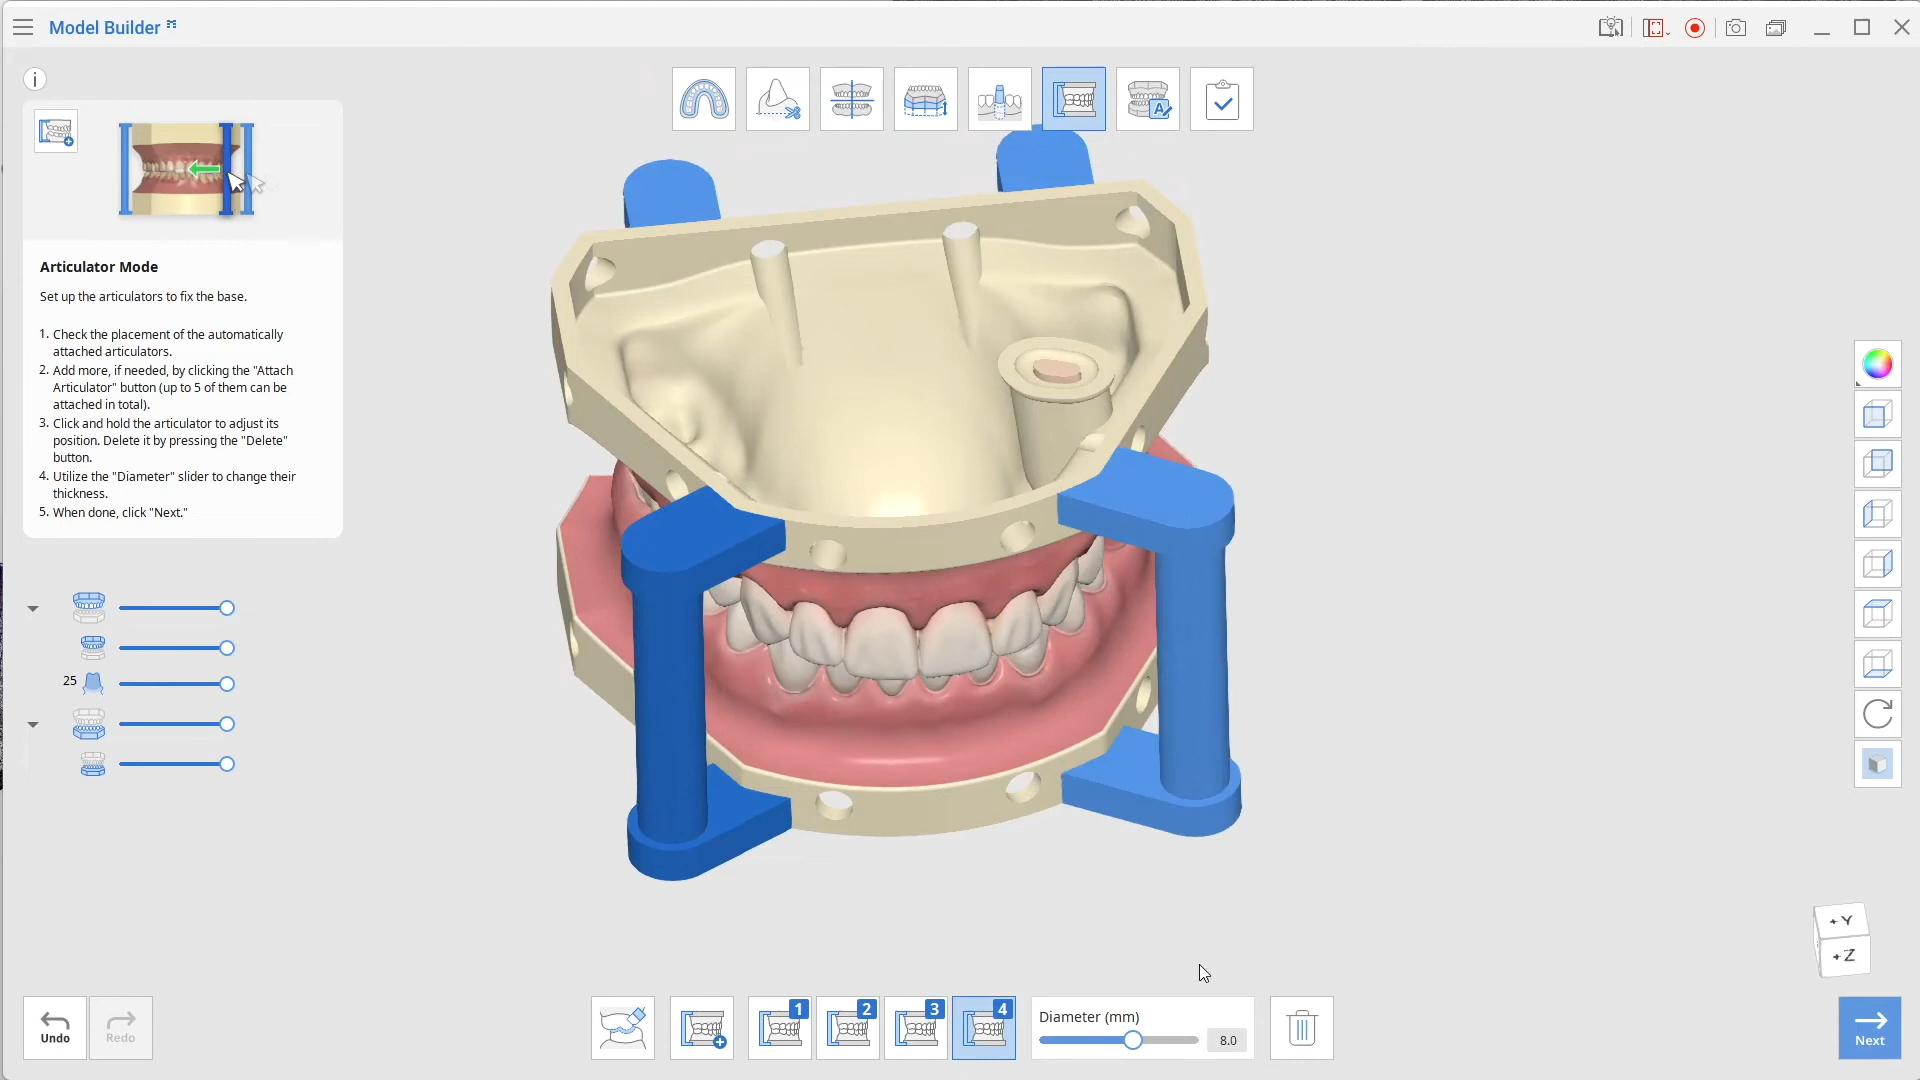 Model Builder
i
Articulator Mode
Set up the articulators to fix the base.
1. Check the placement of the automatically
attached articulators.
2. Add more, if needed, by clicking the "Attach
Articulator" button (up to 5 of them can be
attached in total).
3. Click and hold the articulator to adjust its
position. Delete it by pressing the "Delete"
button.
4. Utilize the "Diameter" slider to change their
thickness.
5. When done, click "Next."
25
A
+Y
+Z
Undo
Redo
1
2
3
4
Diameter (mm)
8.0
Next